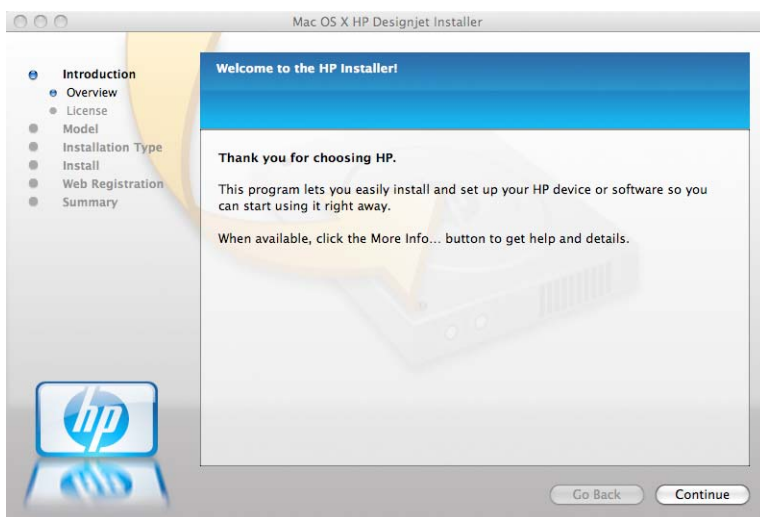 Mac OS X HP Designjet Installer
Introduction
Overview
License
Model
Installation Type
Install
Web Registration
Summary
Welcome to the HP Installer!
Thank you for choosing HP.
This program lets you easily install and set up your HP device or software so you
can start using it right away.
When available, click the More Info... button to get help and details.
hp
Go Back
Continue